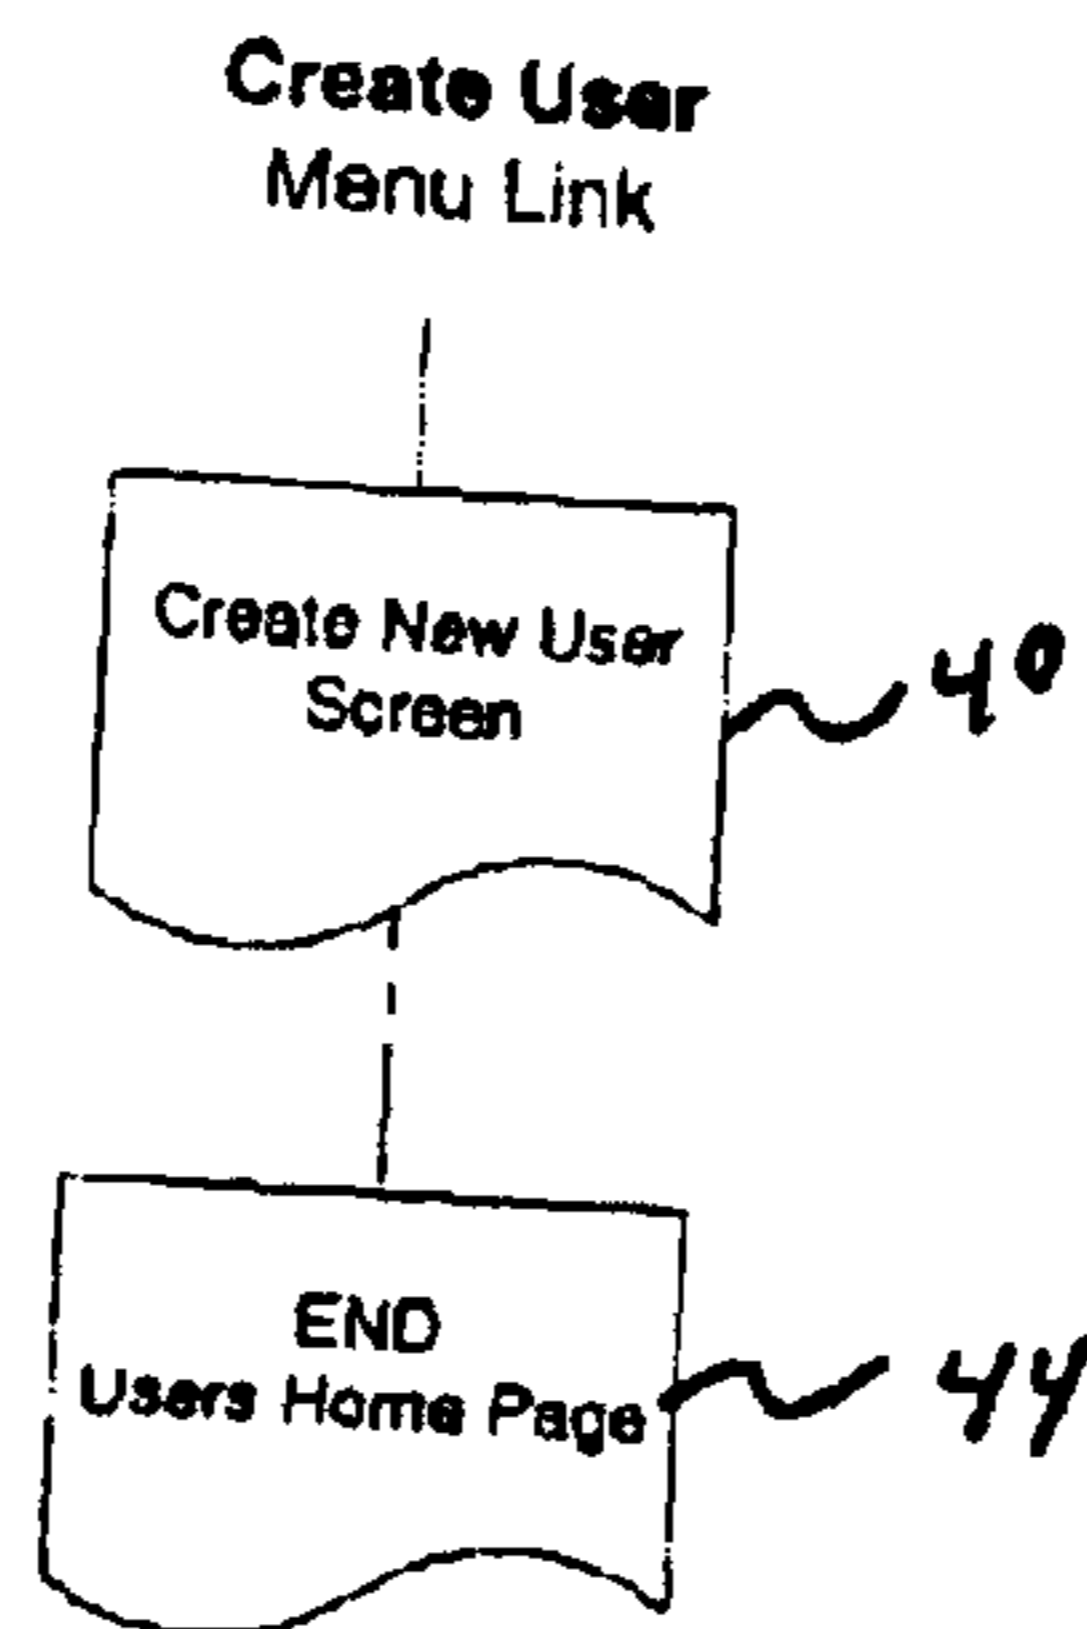 Create User
Menu Link
Create New User
Screen
40
END
Users Home Page
44